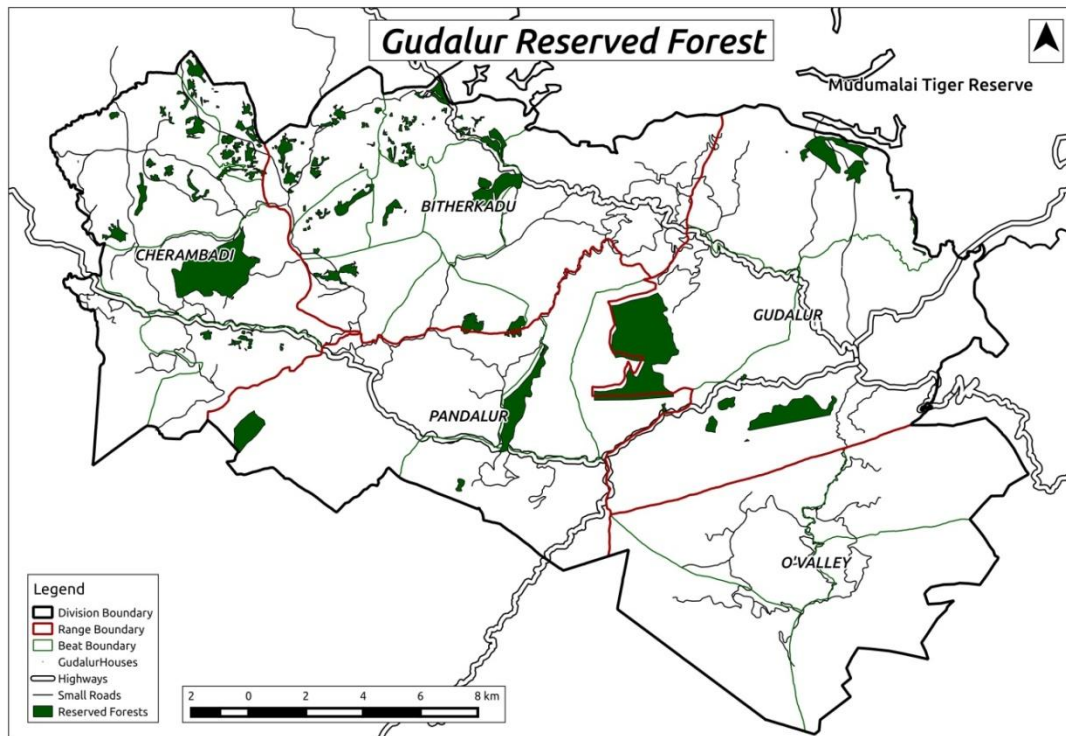 Gudalur Reserved Forest
Mudumalai Tiger Reserve
BITHERKADU
CHERAMBADI
GUDALUR
PANDALUR
O'VALLEY
Legend
Division Boundary
Range Boundary
Beat Boundary
GudalurHouses
Highways
Small Roads
Reserved Forests
2 0 2 4 6 8 km